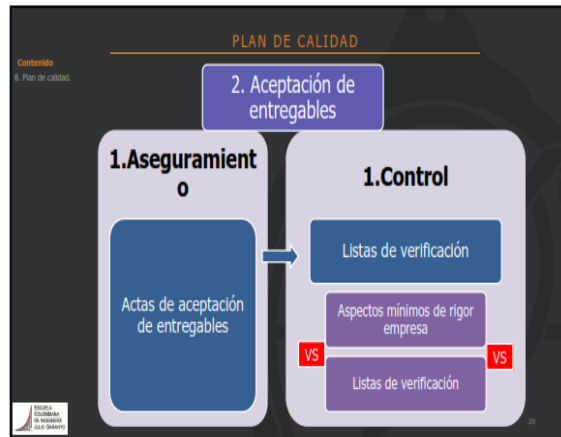 PLAN DE CALIDAD
Contenido
8. Plan de calidad.
2. Aceptación de
entregables
1.Aseguramient
o
1.Control
Actas de aceptación
de entregables
Listas de verificación
Aspectos mínimos de rigor
empresa
VS
VS
Listas de verificación
ESCUELA
COLOMBIANA
DE INGENIERÍA
JULIO GARAVITO
20